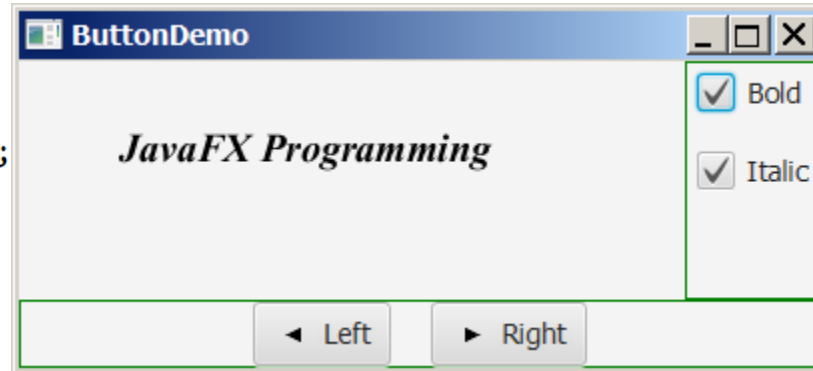 ButtonDemo
Bold
;
JavaFX Programming
Italic
Left Right